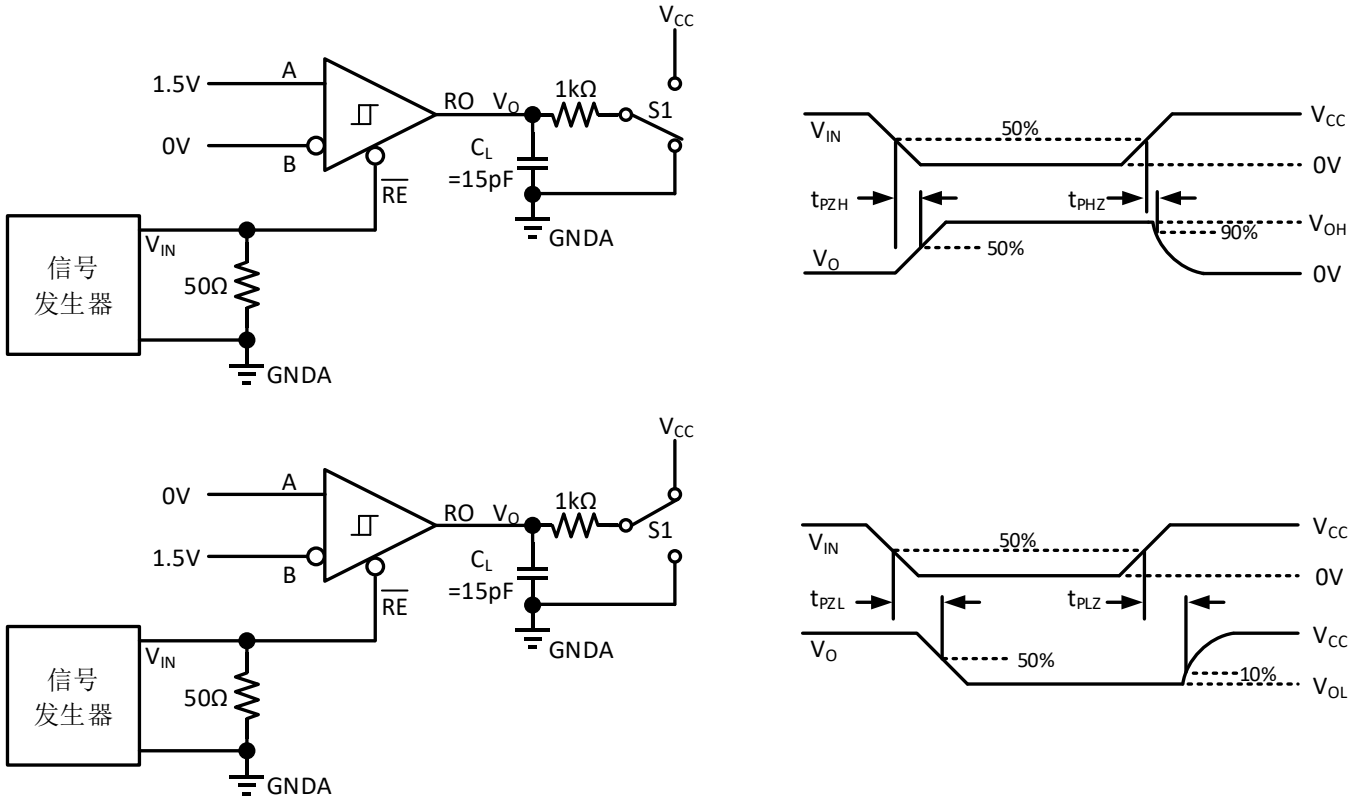 V_CC
1.5V
A
0V
B
RO
V_O
1kΩ
S1
C_L
=15pF
RE
GNDA
V_IN
信号
发生器
50Ω
GNDA
V_IN
50%
V_CC
0V
t_PZH
t_PHZ
V_OH
90%
50%
V_O
0V
V_CC
0V
A
1.5V
B
RO
V_O
1kΩ
S1
C_L
=15pF
RE
GNDA
V_IN
信号
发生器
50Ω
GNDA
V_IN
50%
V_CC
0V
t_PZL
t_PLZ
V_O
50%
V_CC
10%
V_OL